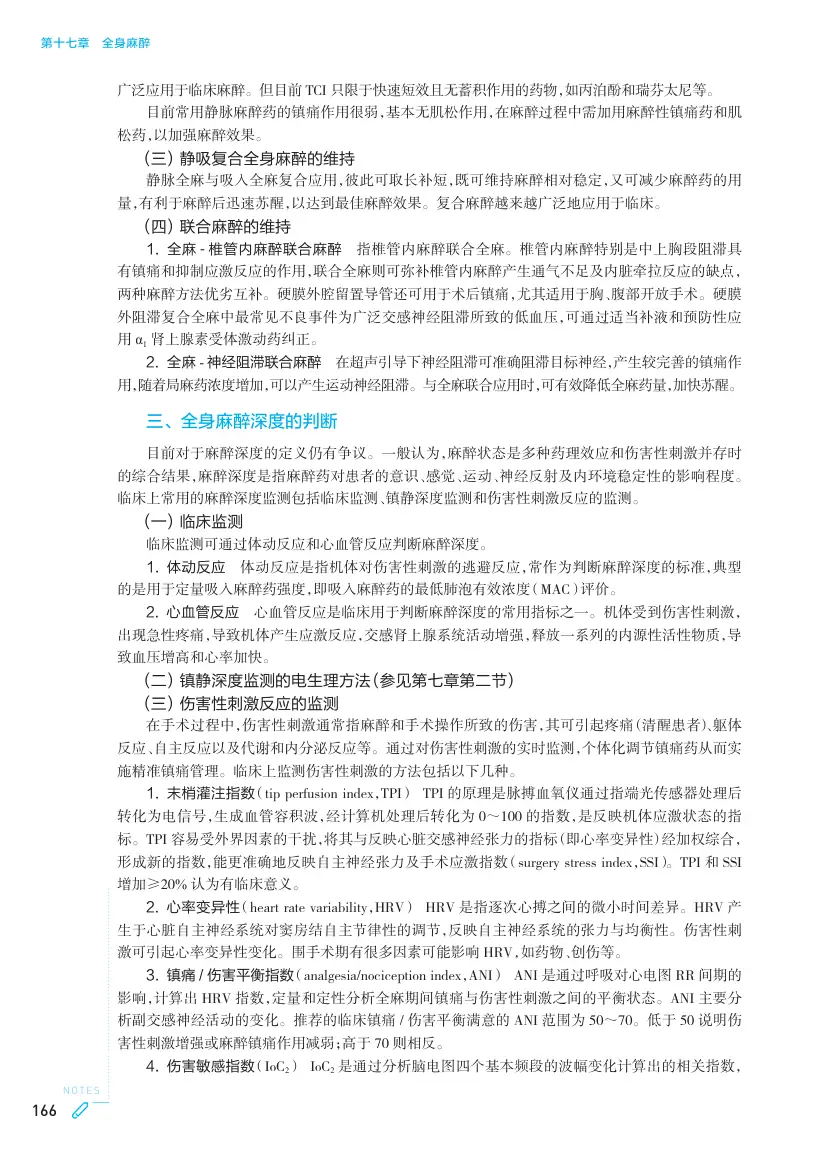 第十七章　全身麻醉
广泛应用于临床麻醉。但目前 TCI 只限于快速短效且无蓄积作用的药物,如丙泊酚和瑞芬太尼等。
目前常用静脉麻醉药的镇痛作用很弱,基本无肌松作用,在麻醉过程中需加用麻醉性镇痛药和肌
松药,以加强麻醉效果。
（三）静吸复合全身麻醉的维持
静脉全麻与吸入全麻复合应用,彼此可取长补短,既可维持麻醉相对稳定,又可减少麻醉药的用
量,有利于麻醉后迅速苏醒,以达到最佳麻醉效果。复合麻醉越来越广泛地应用于临床。
（四）联合麻醉的维持
1. 全麻 - 椎管内麻醉联合麻醉　指椎管内麻醉联合全麻。椎管内麻醉特别是中上胸段阻滞具
有镇痛和抑制应激反应的作用,联合全麻则可弥补椎管内麻醉产生通气不足及内脏牵拉反应的缺点,
两种麻醉方法优劣互补。硬膜外腔留置导管还可用于术后镇痛,尤其适用于胸、腹部开放手术。硬膜
外阻滞复合全麻中最常见不良事件为广泛交感神经阻滞所致的低血压,可通过适当补液和预防性应
用 α₁ 肾上腺素受体激动药纠正。
2. 全麻 - 神经阻滞联合麻醉　在超声引导下神经阻滞可准确阻滞目标神经,产生较完善的镇痛作
用,随着局麻药浓度增加,可以产生运动神经阻滞。与全麻联合应用时,可有效降低全麻药量,加快苏醒。
三、全身麻醉深度的判断
目前对于麻醉深度的定义仍有争议。一般认为,麻醉状态是多种药理效应和伤害性刺激并存时
的综合结果,麻醉深度是指麻醉药对患者的意识、感觉、运动、神经反射及内环境稳定性的影响程度。
临床上常用的麻醉深度监测包括临床监测、镇静深度监测和伤害性刺激反应的监测。
（一）临床监测
临床监测可通过体动反应和心血管反应判断麻醉深度。
1. 体动反应　体动反应是指机体对伤害性刺激的逃避反应,常作为判断麻醉深度的标准,典型
的是用于定量吸入麻醉药强度,即吸入麻醉药的最低肺泡有效浓度（MAC）评价。
2. 心血管反应　心血管反应是临床用于判断麻醉深度的常用指标之一。机体受到伤害性刺激,
出现急性疼痛,导致机体产生应激反应,交感肾上腺系统活动增强,释放一系列的内源性活性物质,导
致血压增高和心率加快。
（二）镇静深度监测的电生理方法（参见第七章第二节）
（三）伤害性刺激反应的监测
在手术过程中,伤害性刺激通常指麻醉和手术操作所致的伤害,其可引起疼痛（清醒患者）、躯体
反应、自主反应以及代谢和内分泌反应等。通过对伤害性刺激的实时监测,个体化调节镇痛药从而实
施精准镇痛管理。临床上监测伤害性刺激的方法包括以下几种。
1. 末梢灌注指数（tip perfusion index,TPI）　TPI 的原理是脉搏血氧仪通过指端光传感器处理后
转化为电信号,生成血管容积波,经计算机处理后转化为 0～100 的指数,是反映机体应激状态的指
标。TPI 容易受外界因素的干扰,将其与反映心脏交感神经张力的指标（即心率变异性）经加权综合,
形成新的指数,能更准确地反映自主神经张力及手术应激指数（surgery stress index,SSI）。TPI 和 SSI
增加≥20% 认为有临床意义。
2. 心率变异性（heart rate variability,HRV）　HRV 是指逐次心搏之间的微小时间差异。HRV 产
生于心脏自主神经系统对窦房结自主节律性的调节,反映自主神经系统的张力与均衡性。伤害性刺
激可引起心率变异性变化。围手术期有很多因素可能影响 HRV,如药物、创伤等。
3. 镇痛 / 伤害平衡指数（analgesia/nociception index,ANI）　ANI 是通过呼吸对心电图 RR 间期的
影响,计算出 HRV 指数,定量和定性分析全麻期间镇痛与伤害性刺激之间的平衡状态。ANI 主要分
析副交感神经活动的变化。推荐的临床镇痛 / 伤害平衡满意的 ANI 范围为 50～70。低于 50 说明伤
害性刺激增强或麻醉镇痛作用减弱;高于 70 则相反。
4. 伤害敏感指数（IoC₂）　IoC₂ 是通过分析脑电图四个基本频段的波幅变化计算出的相关指数,
NOTES
166